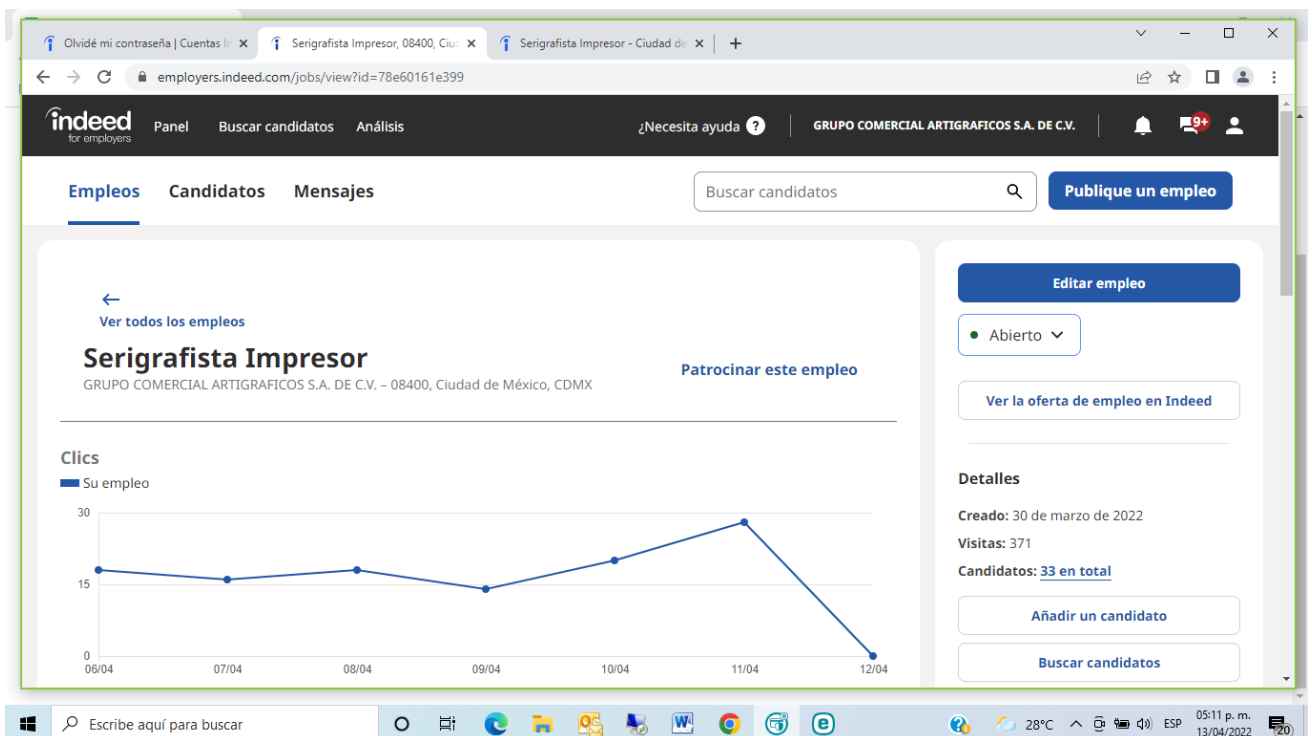 Olvidé mi contraseña | Cuentas In
Serigrafista Impresor, 08400, Ciuc
Serigrafista Impresor - Ciudad de
employers.indeed.com/jobs/view?id=78e60161e399
indeed
for employers
Panel
Buscar candidatos
Análisis
¿Necesita ayuda ?
GRUPO COMERCIAL ARTIGRAFICOS S.A. DE C.V.
9+
Empleos
Candidatos
Mensajes
Buscar candidatos
Publique un empleo
Ver todos los empleos
Serigrafista Impresor
GRUPO COMERCIAL ARTIGRAFICOS S.A. DE C.V. – 08400, Ciudad de México, CDMX
Patrocinar este empleo
Clics
Su empleo
30
15
0
06/04 07/04 08/04 09/04 10/04 11/04 12/04
Editar empleo
Abierto
Ver la oferta de empleo en Indeed
Detalles
Creado: 30 de marzo de 2022
Visitas: 371
Candidatos: 33 en total
Añadir un candidato
Buscar candidatos
Escribe aquí para buscar
28°C
ESP
05:11 p. m.
13/04/2022
20